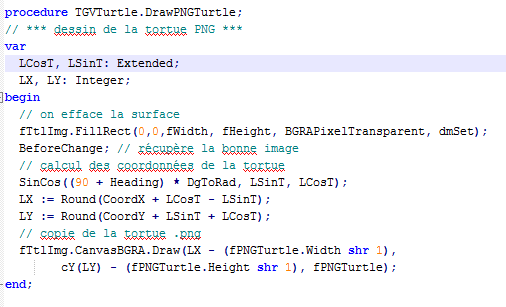 procedure TGVTurtle.DrawPNGTurtle;
// *** dessin de la tortue PNG ***
var
  LCosT, LSinT: Extended;
  LX, LY: Integer;
begin
  // on efface la surface
  fTtlImg.FillRect(0,0,fWidth, fHeight, BGRAPixelTransparent, dmSet);
  BeforeChange; // récupère la bonne image
  // calcul des coordonnées de la tortue
  SinCos((90 + Heading) * DgToRad, LSinT, LCosT);
  LX := Round(CoordX + LCosT - LSinT);
  LY := Round(CoordY + LSinT + LCosT);
  // copie de la tortue .png
  fTtlImg.CanvasBGRA.Draw(LX - (fPNGTurtle.Width shr 1),
        cY(LY) - (fPNGTurtle.Height shr 1), fPNGTurtle);
end;